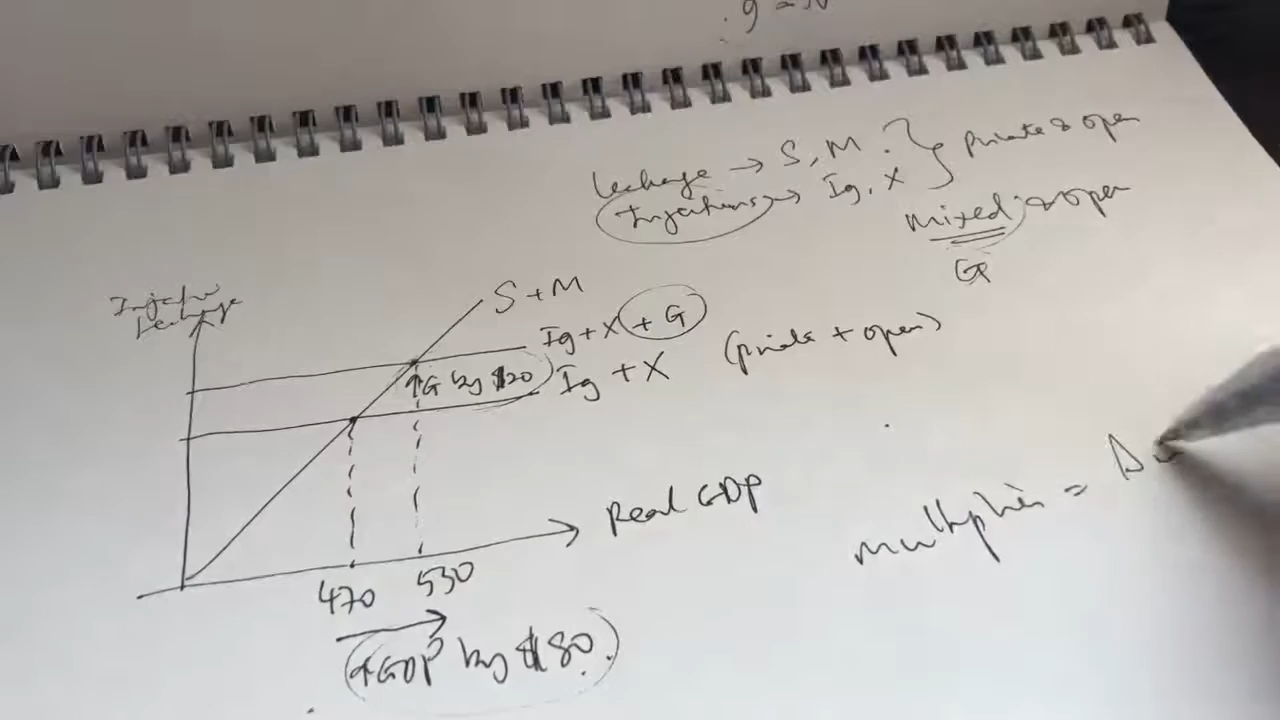 Leakage → S, M.
Injections → Ig, X
private & open
mixed & open
G
Leakage
S + M
Ig + X + G
↑G by $20
Ig + X
(private + open)
Real GDP
multiplier = Δ
470
530
↑GDP by $80.